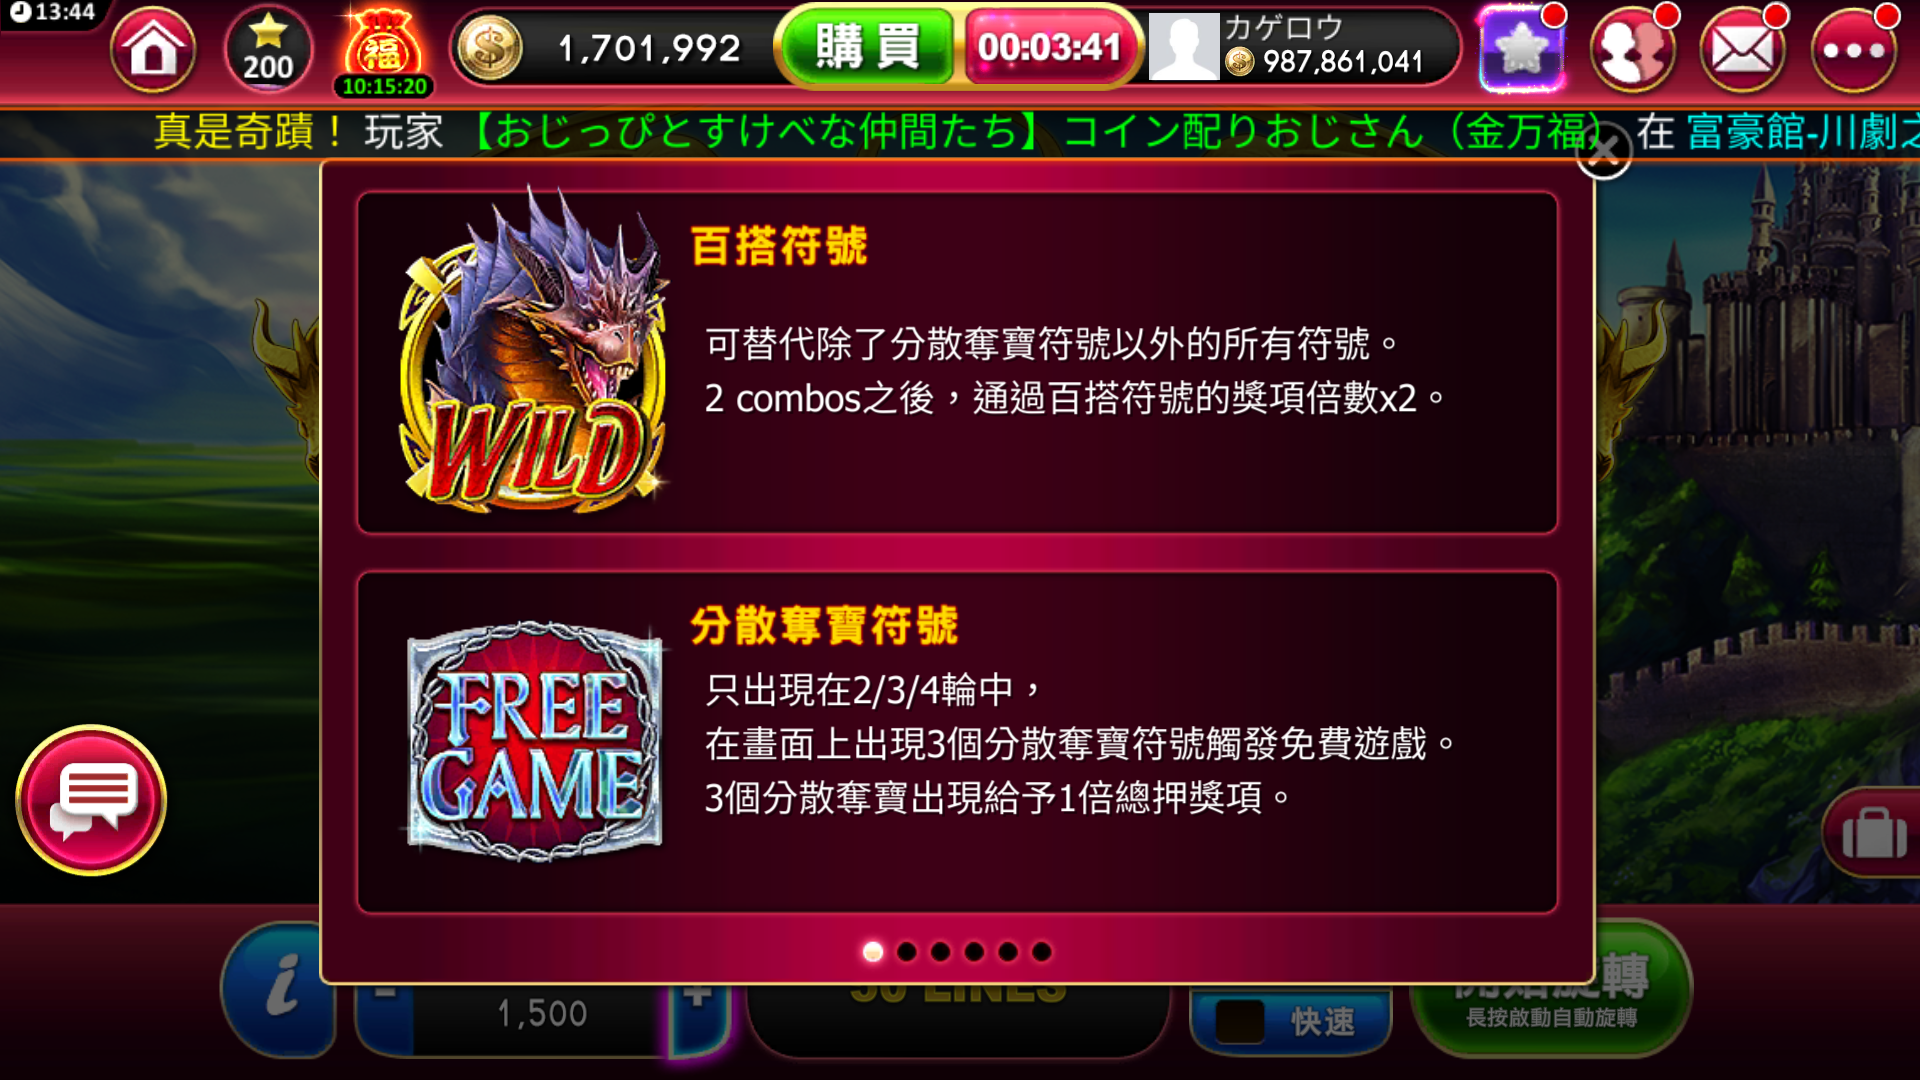 13:44
200
福
10:15:20
1,701,992
購買
00:03:41
カゲロウ
987,861,041
真是奇蹟！ 玩家 【おじっぴとすけべな仲間たち】 コイン配りおじさん（金万福） 在 富豪館-川劇之
百搭符號
可替代除了分散奪寶符號以外的所有符號。
2 combos之後，通過百搭符號的獎項倍數x2。
WILD
分散奪寶符號
只出現在2/3/4輪中，
在畫面上出現3個分散奪寶符號觸發免費遊戲。
3個分散奪寶出現給予1倍總押獎項。
FREE
GAME
i
-
1,500
+
50 LINES
快速
開始旋轉
長按啟動自動旋轉